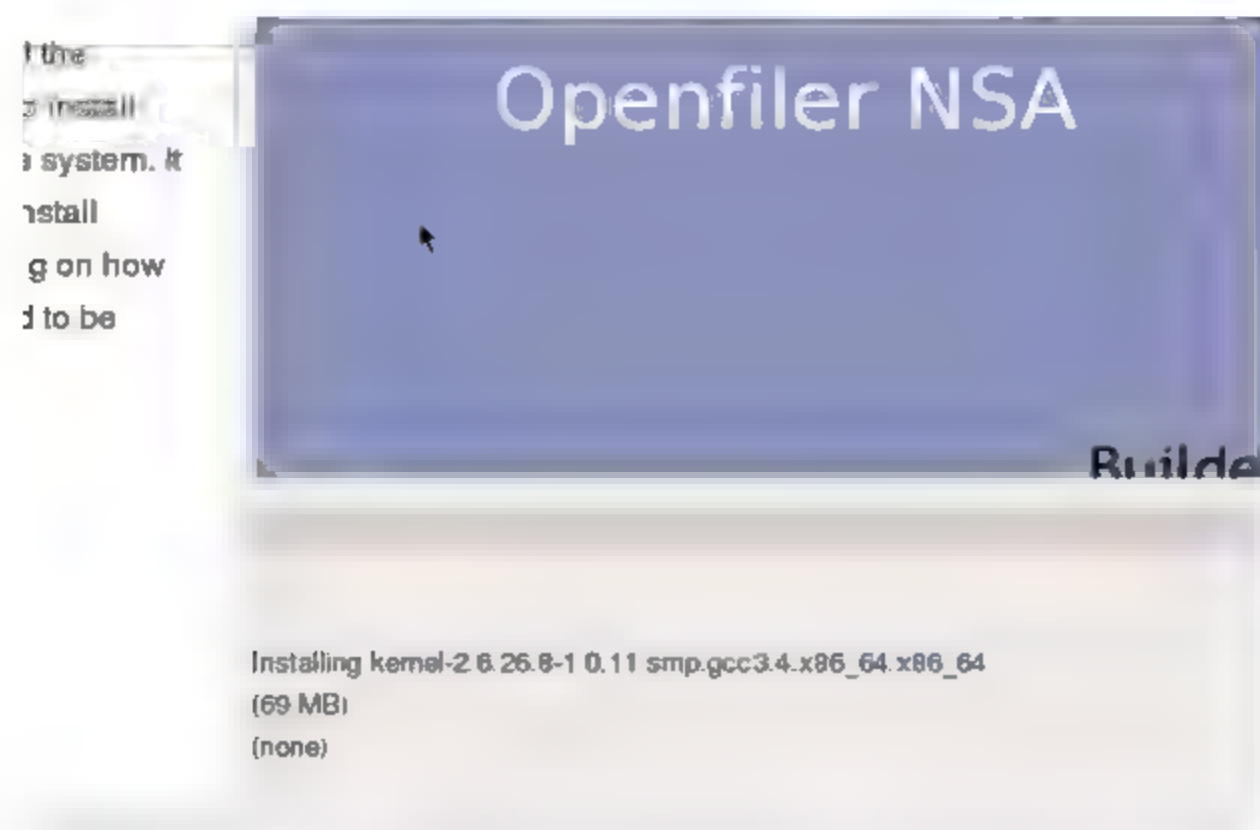 the
install
system. It
nstall
g on how
d to be
Openfiler NSA
Builde
Installing kernel-2.6.26.8-1.0.11.smp.gcc3.4.x86_64.x86_64
(69 MB)
(none)